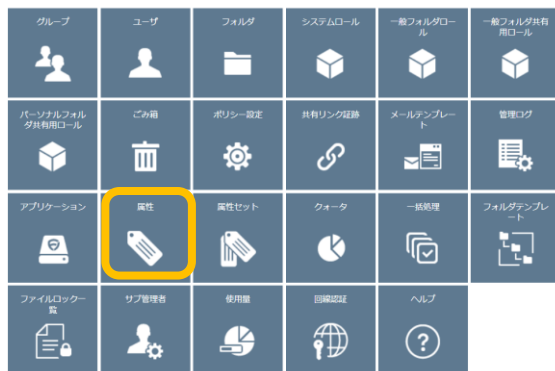 グループ
ユーザ
フォルダ
システムロール
一般フォルダロー
ル
一般フォルダ共有
用ロール
パーソナルフォル
ダ共有用ロール
ごみ箱
ポリシー設定
共有リンク証跡
メールテンプレー
ト
管理ログ
アプリケーション
属性
属性セット
クォータ
一括処理
フォルダテンプレ
ート
ファイルロック一
覧
サブ管理者
使用量
回線認証
ヘルプ
?